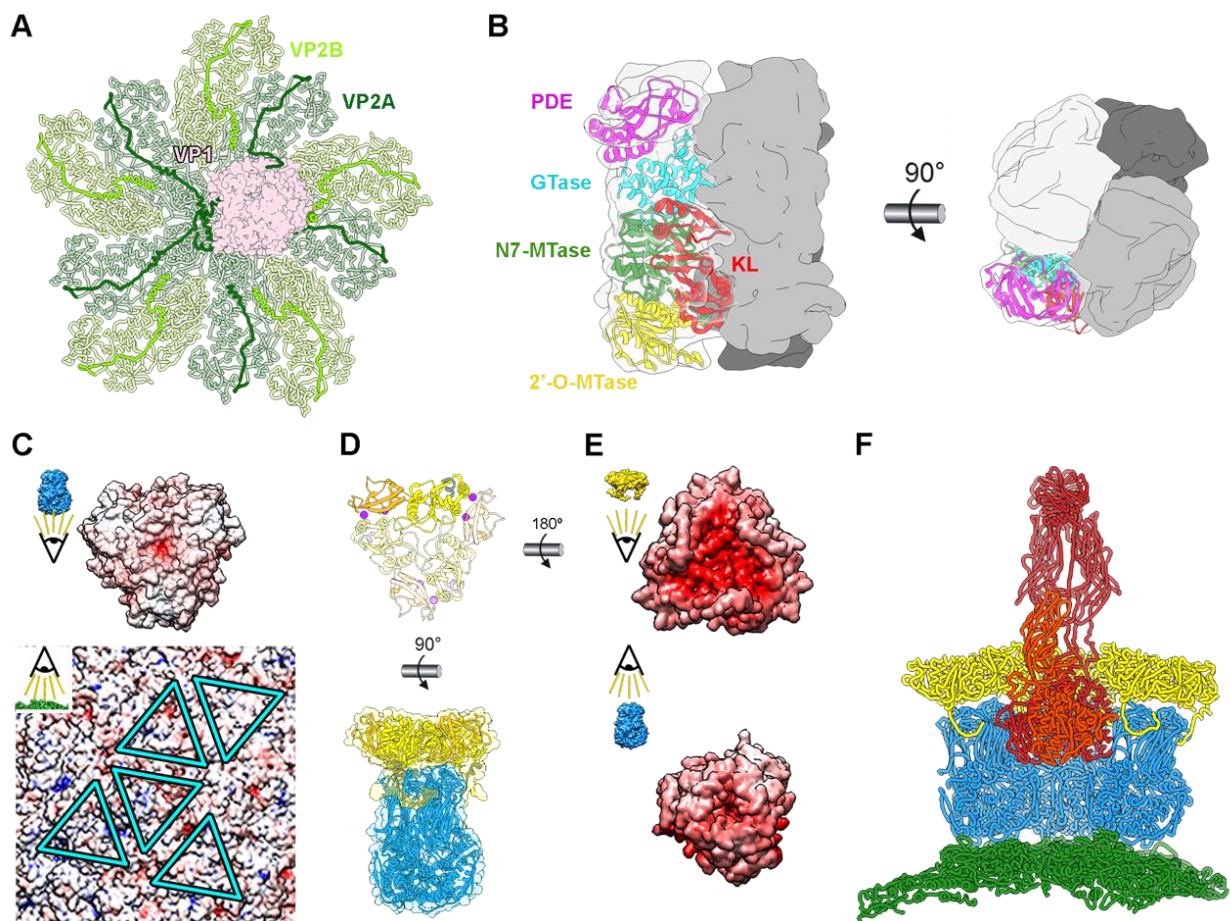 A
VP2B
VP2A
VP1
B
PDE
GTase
N7-MTase
KL
2'-O-MTase
90°
C
D
180°
90°
E
F